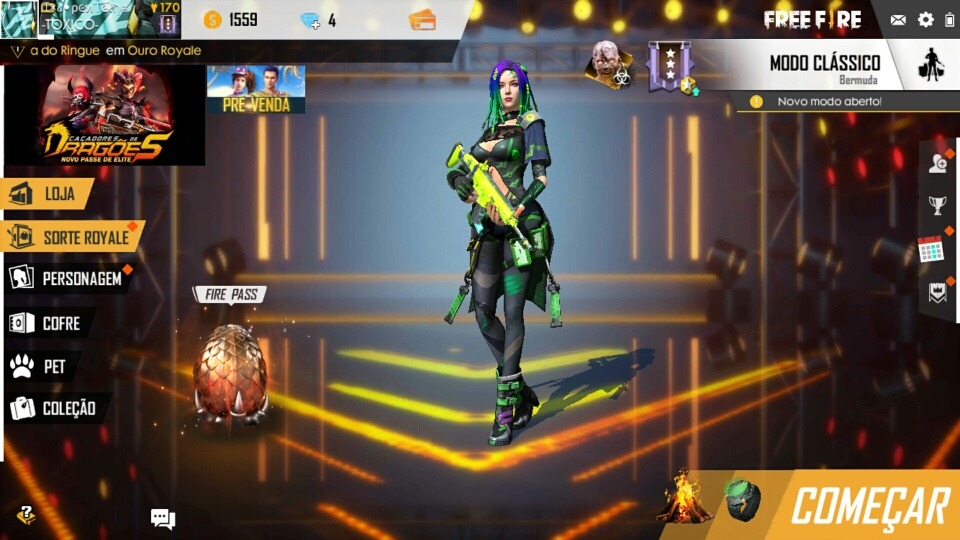 170
-TOXICO
1559
4
FREE FIRE
a do Ringue em Ouro Royale
MODO CLÁSSICO
Bermuda
Novo modo aberto!
PRÉ-VENDA
CAÇADORES DE
DRAGÕES
NOVO PASSE DE ELITE
LOJA
SORTE ROYALE
PERSONAGEM
FIRE PASS
COFRE
PET
COLEÇÃO
?
COMEÇAR